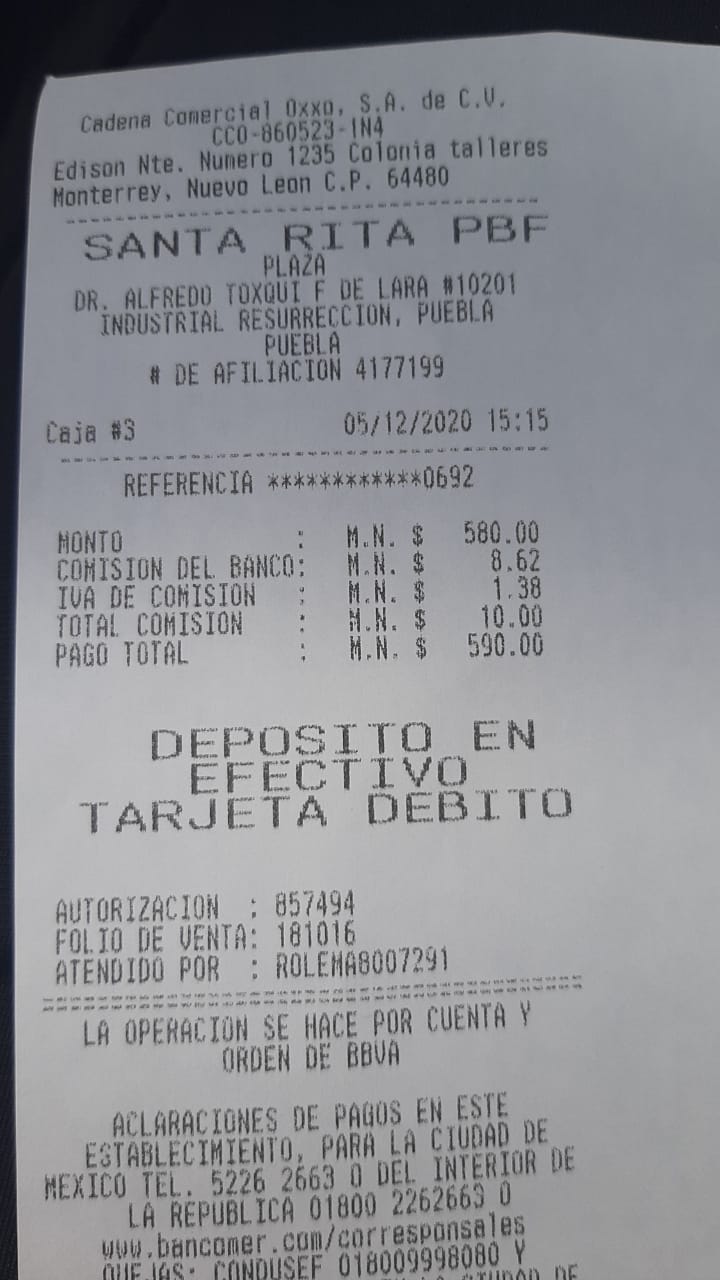 Cadena Comercial Oxxo, S.A. de C.V.
CCO-860523-1N4
Edison Nte. Numero 1235 Colonia talleres
Monterrey, Nuevo Leon C.P. 64480
SANTA RITA PBF
PLAZA
DR. ALFREDO TOXQUI F DE LARA #10201
INDUSTRIAL RESURRECCION, PUEBLA
PUEBLA
# DE AFILIACION 4177199
Caja #3 05/12/2020 15:15
REFERENCIA ************0692
MONTO : M.N. $ 580.00
COMISION DEL BANCO: M.N. $ 8.62
IVA DE COMISION : M.N. $ 1.38
TOTAL COMISION : M.N. $ 10.00
PAGO TOTAL : M.N. $ 590.00
DEPOSITO EN
EFECTIVO
TARJETA DEBITO
AUTORIZACION : 857494
FOLIO DE VENTA: 181016
ATENDIDO POR : ROLEMA8007291
LA OPERACION SE HACE POR CUENTA Y
ORDEN DE BBVA
ACLARACIONES DE PAGOS EN ESTE
ESTABLECIMIENTO, PARA LA CIUDAD DE
MEXICO TEL. 5226 2663 O DEL INTERIOR DE
LA REPUBLICA 01800 2262663 O
www.bancomer.com/corresponsales
QUEJAS: CONDUSEF 018009998080 Y